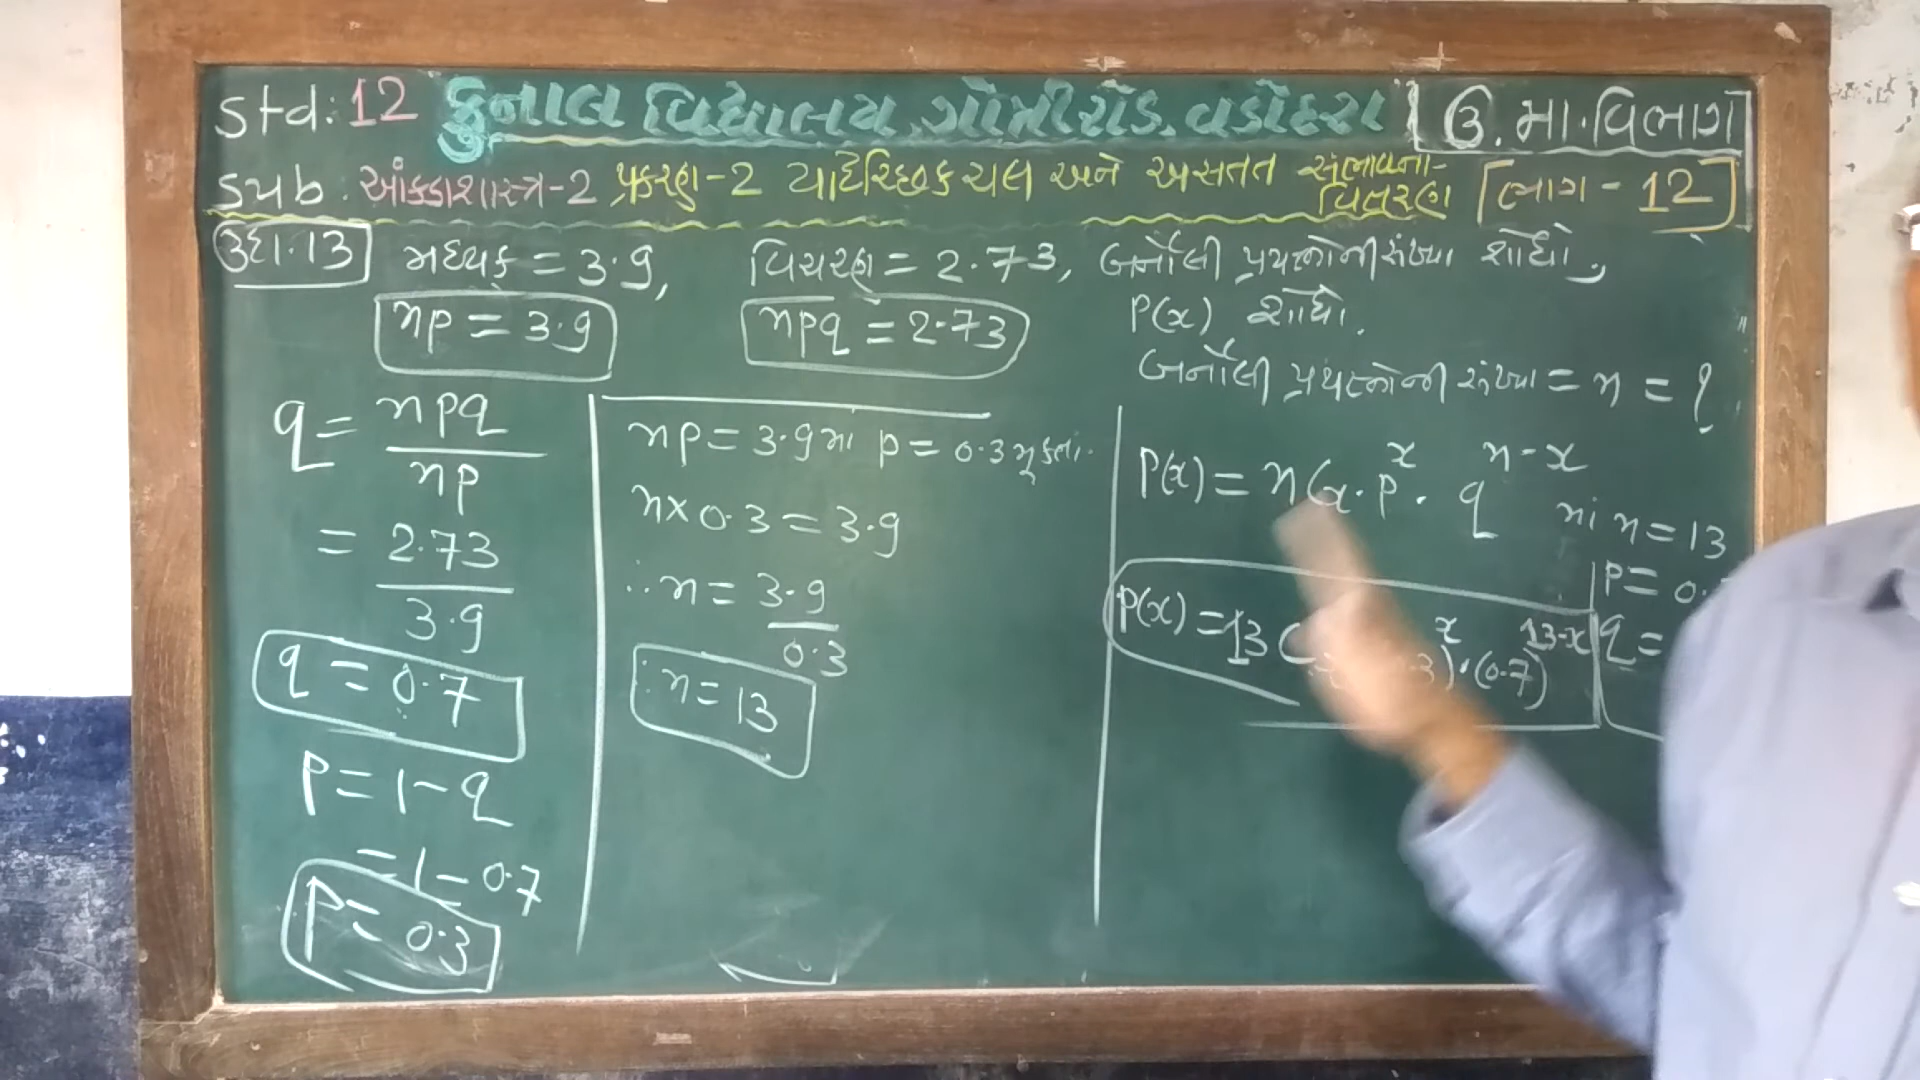 Std: 12 કુનાલ વિદ્યાલય, ગોત્રીરોડ, વડોદરા ઉ. મા. વિભાગ
Sub. આંકડાશાસ્ત્ર-2 પ્રકરણ-2 યાદચ્છિક ચલ અને અસતત સંભાવના-વિતરણ [ભાગ - 12]
ઉદા. 13 મધ્યક = 3.9, વિચરણ = 2.73, બર્નોલી પ્રયત્નોની સંખ્યા શોધો,
np = 3.9 npq = 2.73 P(x) શોધો.
બર્નોલી પ્રયત્નોની સંખ્યા = n = ?
q = npq / np
= 2.73 / 3.9
q = 0.7
P = 1 - q
= 1 - 0.7
P = 0.3
np = 3.9 માં p = 0.3 મૂકતાં.
n x 0.3 = 3.9
∴ n = 3.9 / 0.3
∴ n = 13
P(x) = nCx . p^x . q^n-x માં n = 13
P = 0.
q =
P(x) = 13 C .3)^x . (0.7)^13-x